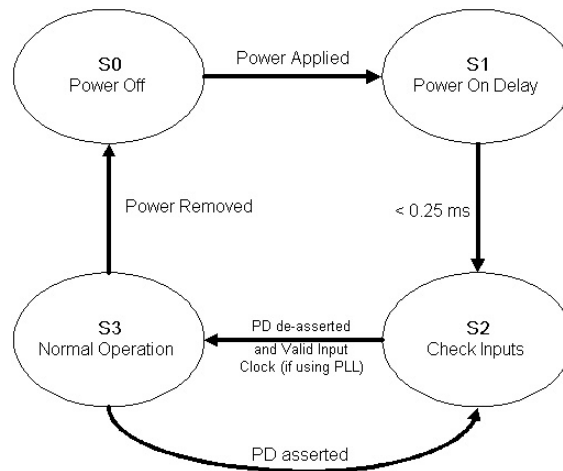 S0
Power Off
Power Applied
S1
Power On Delay
Power Removed
< 0.25 ms
S3
Normal Operation
PD de-asserted
and Valid Input
Clock (if using PLL)
S2
Check Inputs
PD asserted